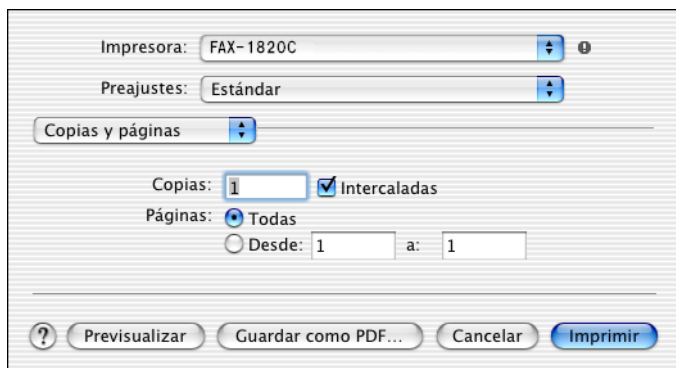 Impresora: FAX-1820C
Preajustes: Estándar
Copias y páginas
Copias: 1 Intercaladas
Páginas: Todas
Desde: 1 a: 1
? Previsualizar Guardar como PDF... Cancelar Imprimir